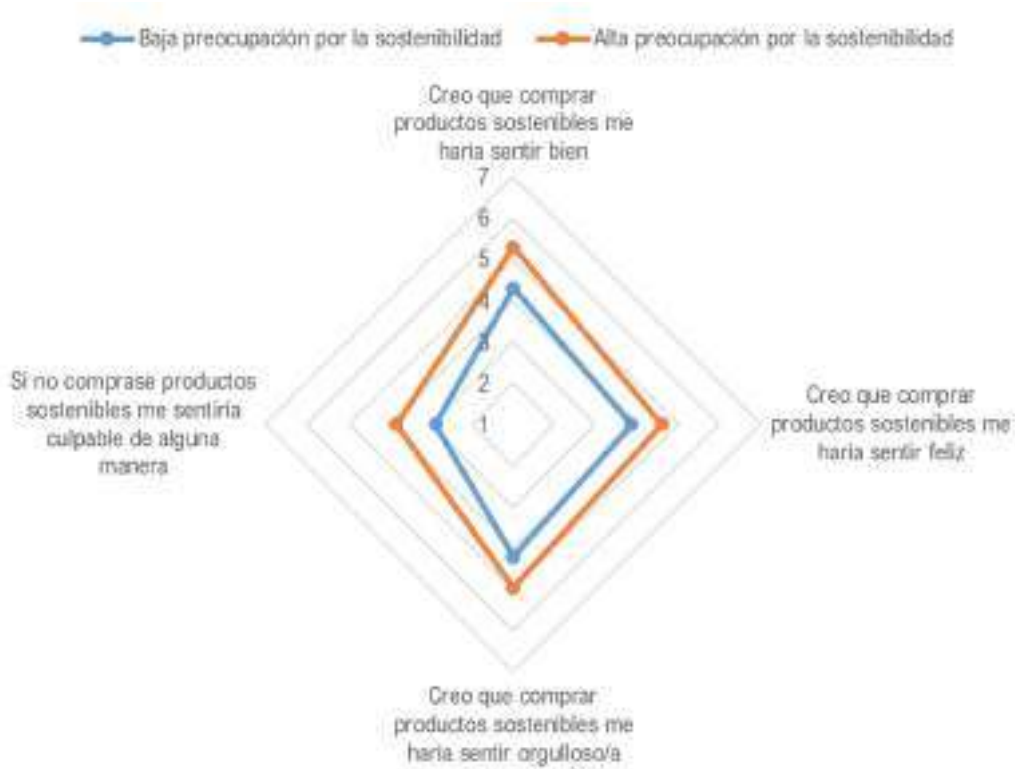 Baja preocupación por la sostenibilidad
Alta preocupación por la sostenibilidad
Creo que comprar
productos sostenibles me
haría sentir bien
7
6
5
4
3
2
1
Si no comprase productos
sostenibles me sentiría
culpable de alguna
manera
Creo que comprar
productos sostenibles me
haría sentir feliz
Creo que comprar
productos sostenibles me
haría sentir orgulloso/a